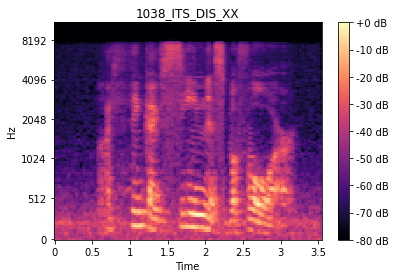 1038_ITS_DIS_XX
+0 dB
8192
-10 dB
4096
-20 dB
-30 dB
2048
Hz
-40 dB
1024
-50 dB
-60 dB
512
-70 dB
0
-80 dB
0 0.5 1 1.5 2 2.5 3 3.5
Time